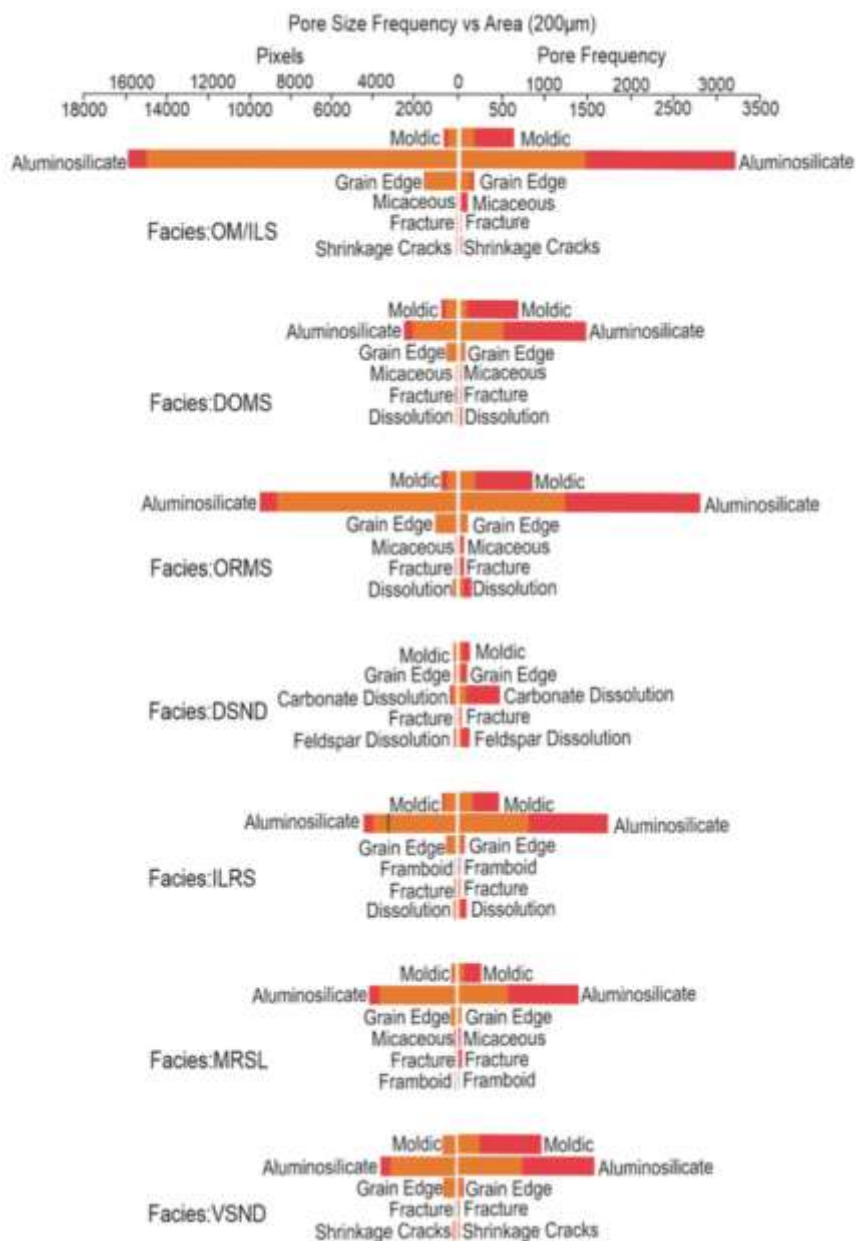 Pore Size Frequency vs Area (200µm)
Pixels Pore Frequency
16000 12000 8000 4000 0 1000 2000 3000
18000 14000 10000 6000 2000 500 1500 2500 3500
Moldic Moldic
Aluminosilicate Aluminosilicate
Grain Edge Grain Edge
Micaceous Micaceous
Facies:OM/ILS Fracture Fracture
Shrinkage Cracks Shrinkage Cracks
Moldic Moldic
Aluminosilicate Aluminosilicate
Grain Edge Grain Edge
Micaceous Micaceous
Facies:DOMS Fracture Fracture
Dissolution Dissolution
Moldic Moldic
Aluminosilicate Aluminosilicate
Grain Edge Grain Edge
Micaceous Micaceous
Facies:ORMS Fracture Fracture
Dissolution Dissolution
Moldic Moldic
Grain Edge Grain Edge
Carbonate Dissolution Carbonate Dissolution
Facies:DSND Fracture Fracture
Feldspar Dissolution Feldspar Dissolution
Moldic Moldic
Aluminosilicate Aluminosilicate
Grain Edge Grain Edge
Framboid Framboid
Facies:ILRS Fracture Fracture
Dissolution Dissolution
Moldic Moldic
Aluminosilicate Aluminosilicate
Grain Edge Grain Edge
Micaceous Micaceous
Facies:MRSL Fracture Fracture
Framboid Framboid
Moldic Moldic
Aluminosilicate Aluminosilicate
Grain Edge Grain Edge
Facies:VSND Fracture Fracture
Shrinkage Cracks Shrinkage Cracks